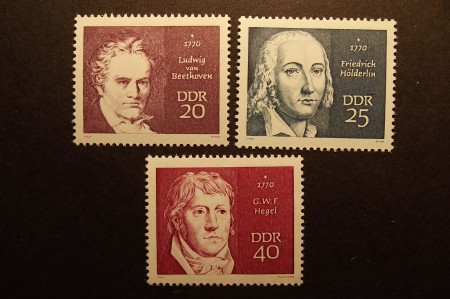 * 1770
Ludwig
van
Beethoven
DDR
20
* 1770
Friedrich
Hölderlin
DDR
25
* 1770
G.W.F.
Hegel
DDR
40